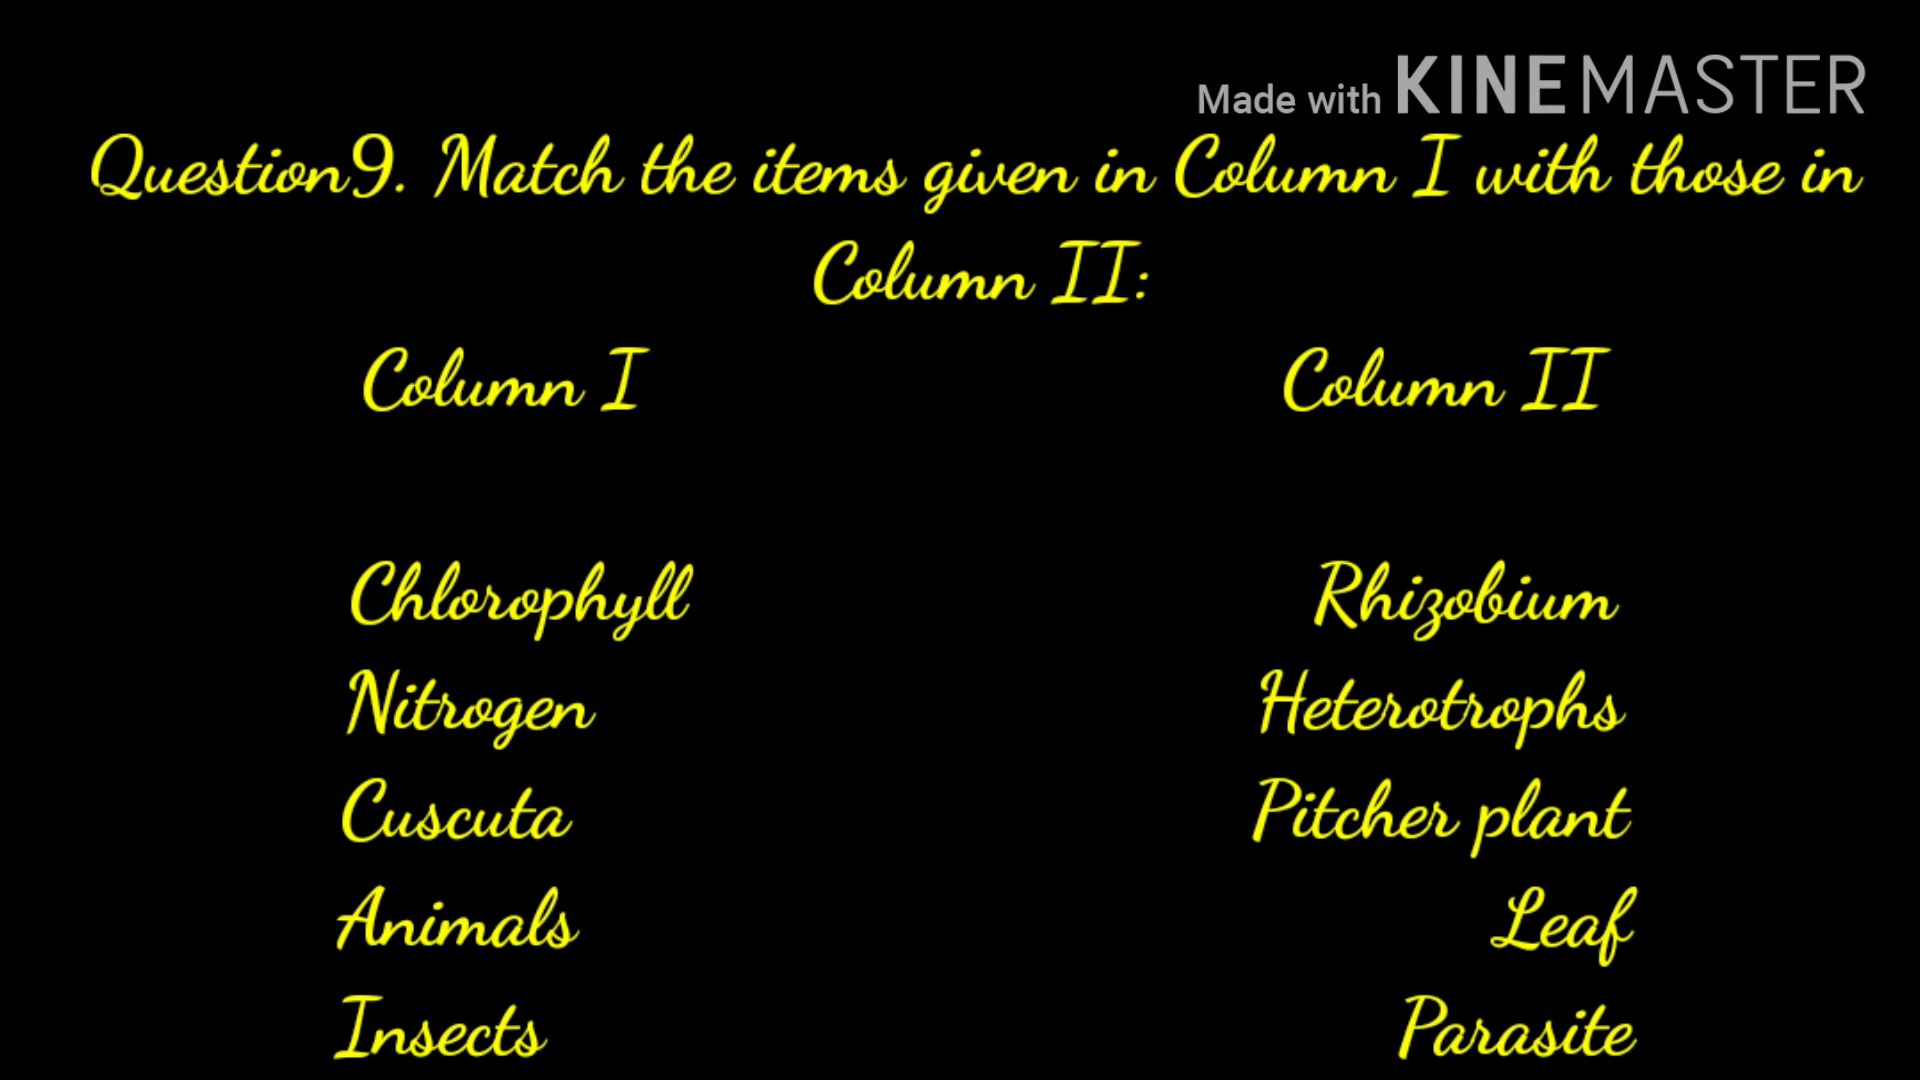 Made with KINEMASTER
Question9. Match the items given in Column I with those in
Column II:
Column I Column II
Chlorophyll Rhizobium
Nitrogen Heterotrophs
Cuscuta Pitcher plant
Animals Leaf
Insects Parasite